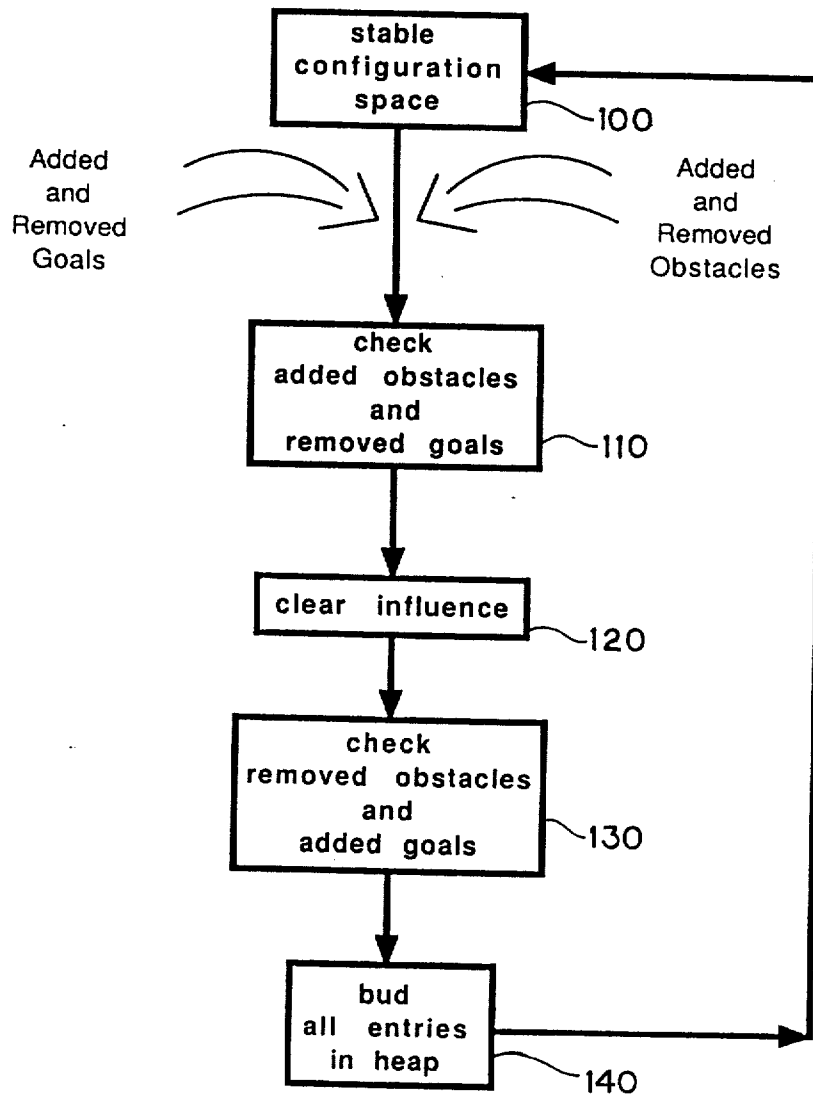 stable
configuration
space
100
Added
and
Removed
Goals
Added
and
Removed
Obstacles
check
added obstacles
and
removed goals
110
clear influence
120
check
removed obstacles
and
added goals
130
bud
all entries
in heap
140